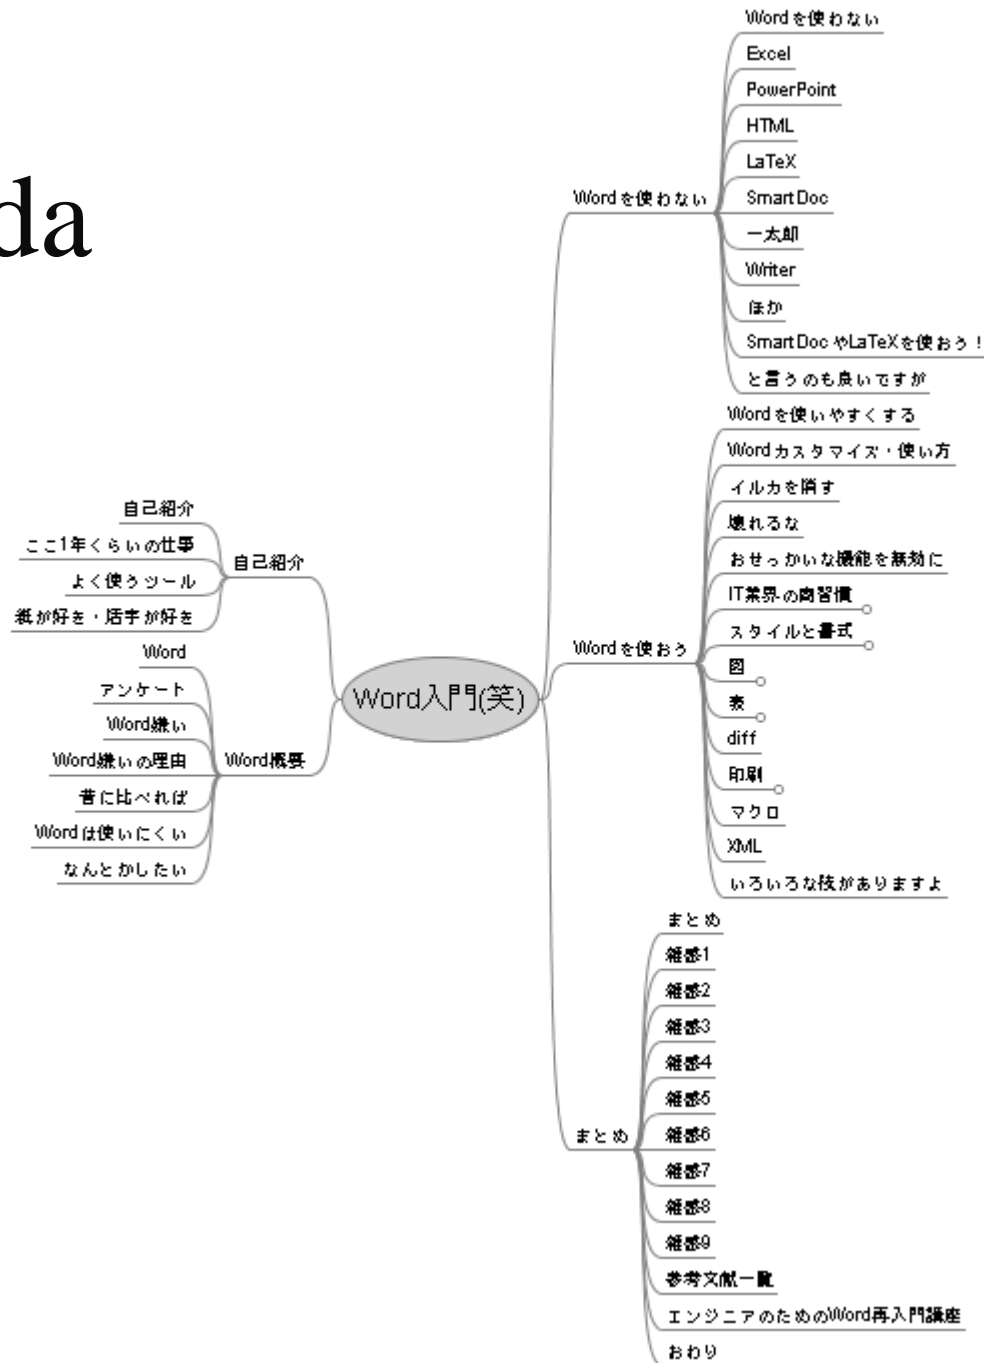 da
Word入門(笑)
自己紹介
自己紹介
ここ1年くらいの仕事
よく使うツール
紙が好き・活字が好き
Word概要
Word
アンケート
Word嫌い
Word嫌いの理由
昔に比べれば
Wordは使いにくい
なんとかしたい
Wordを使わない
Wordを使わない
Excel
PowerPoint
HTML
LaTeX
SmartDoc
一太郎
Writer
ほか
SmartDocやLaTeXを使おう！
と言うのも良いですが
Wordを使おう
Wordを使いやすくする
Wordカスタマイズ・使い方
イルカを消す
壊れるな
おせっかいな機能を無効に
IT業界の商習慣
スタイルと書式
図
表
diff
印刷
マクロ
XML
いろいろな技がありますよ
まとめ
まとめ
雑感1
雑感2
雑感3
雑感4
雑感5
雑感6
雑感7
雑感8
雑感9
参考文献一覧
エンジニアのためのWord再入門講座
おわり